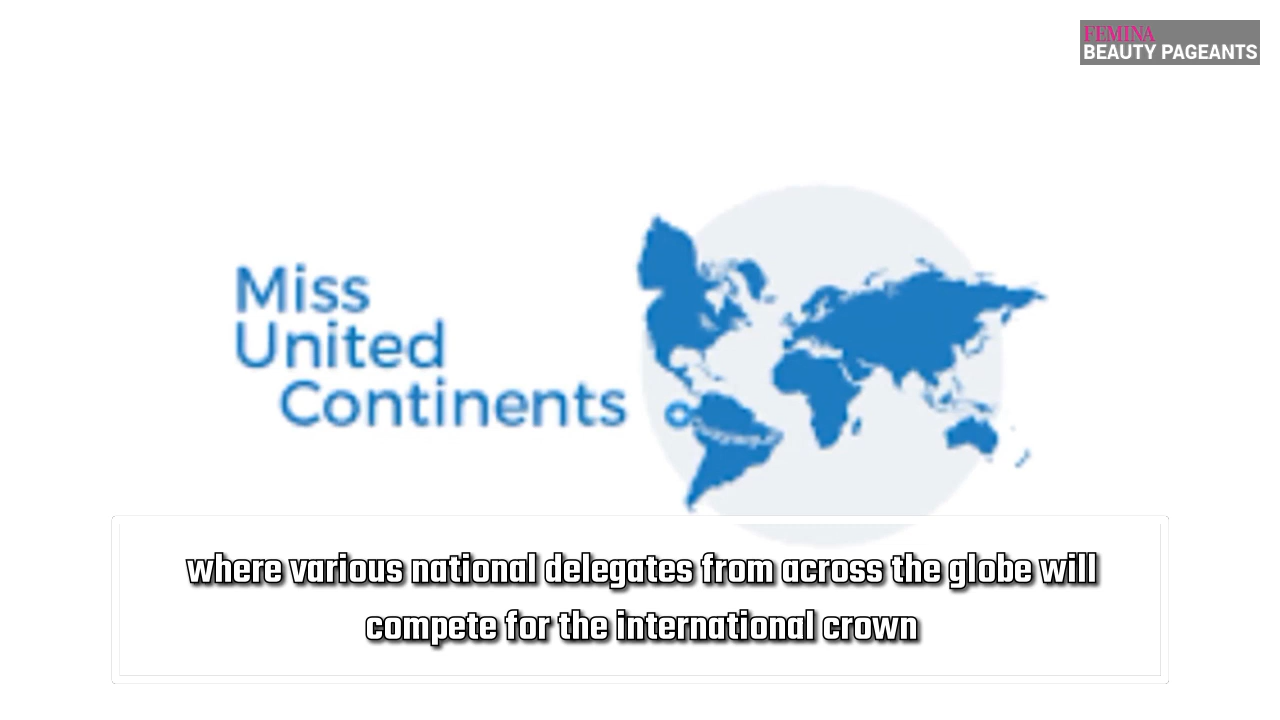 FEMINA
BEAUTY PAGEANTS
Miss
United
Continents
where various national delegates from across the globe will
compete for the international crown